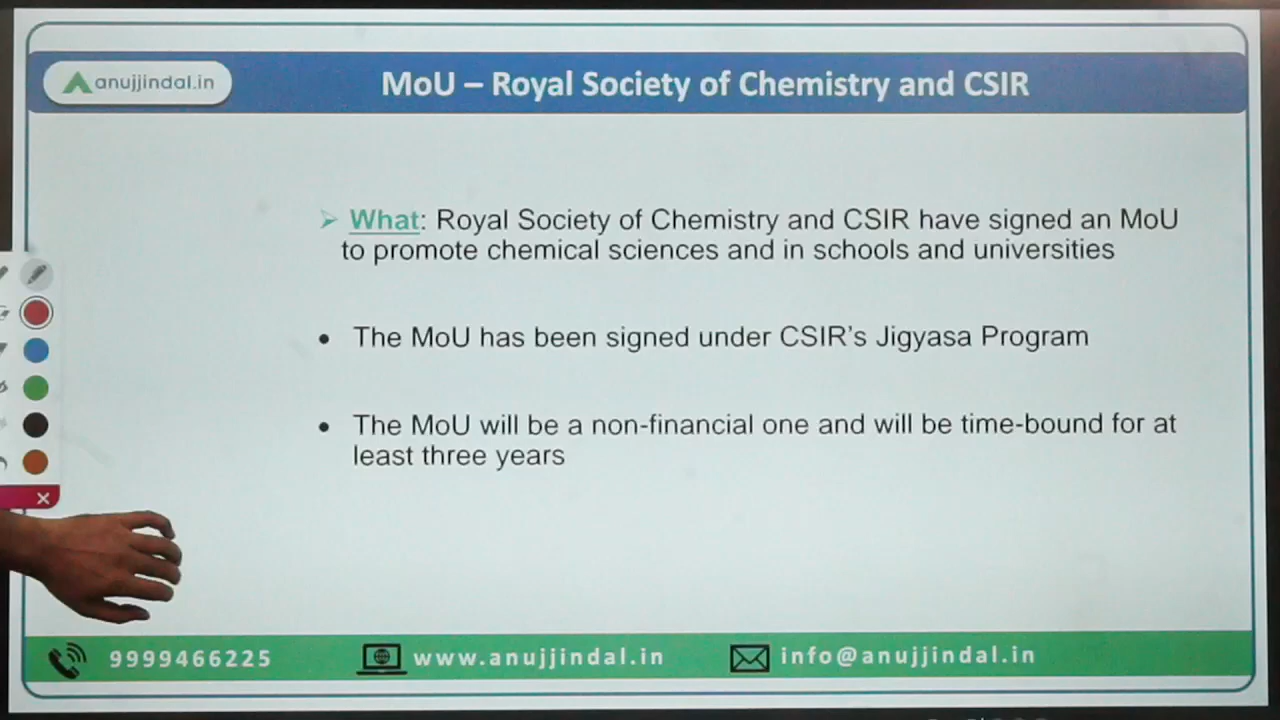 anujjindal.in
MoU – Royal Society of Chemistry and CSIR
What: Royal Society of Chemistry and CSIR have signed an MoU
to promote chemical sciences and in schools and universities
• The MoU has been signed under CSIR's Jigyasa Program
• The MoU will be a non-financial one and will be time-bound for at
least three years
9999466225
www.anujjindal.in
info@anujjindal.in